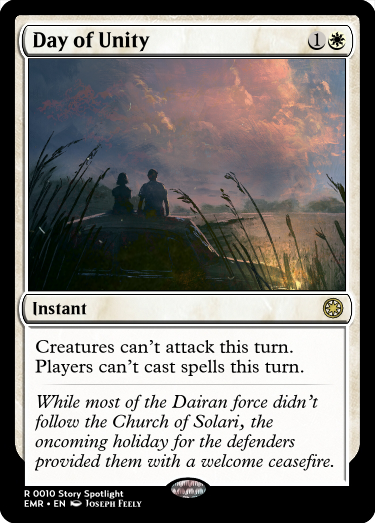 Day of Unity 1
Instant
Creatures can't attack this turn.
Players can't cast spells this turn.
While most of the Dairan force didn't
follow the Church of Solari, the
oncoming holiday for the defenders
provided them with a welcome ceasefire.
R 0010 Story Spotlight
EMR • EN Joseph Feely